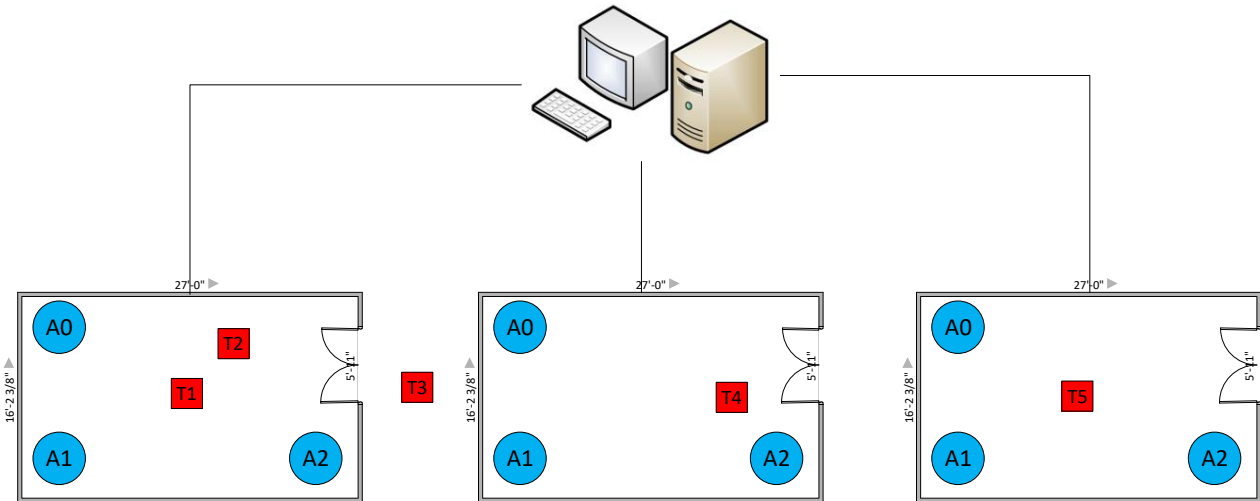 27'-0"
27'-0"
27'-0"
A0
T2
5'-11"
16'-2 3/8"
T1
A1
A2
T3
A0
5'-11"
16'-2 3/8"
T4
A1
A2
A0
5'-11"
16'-2 3/8"
T5
A1
A2